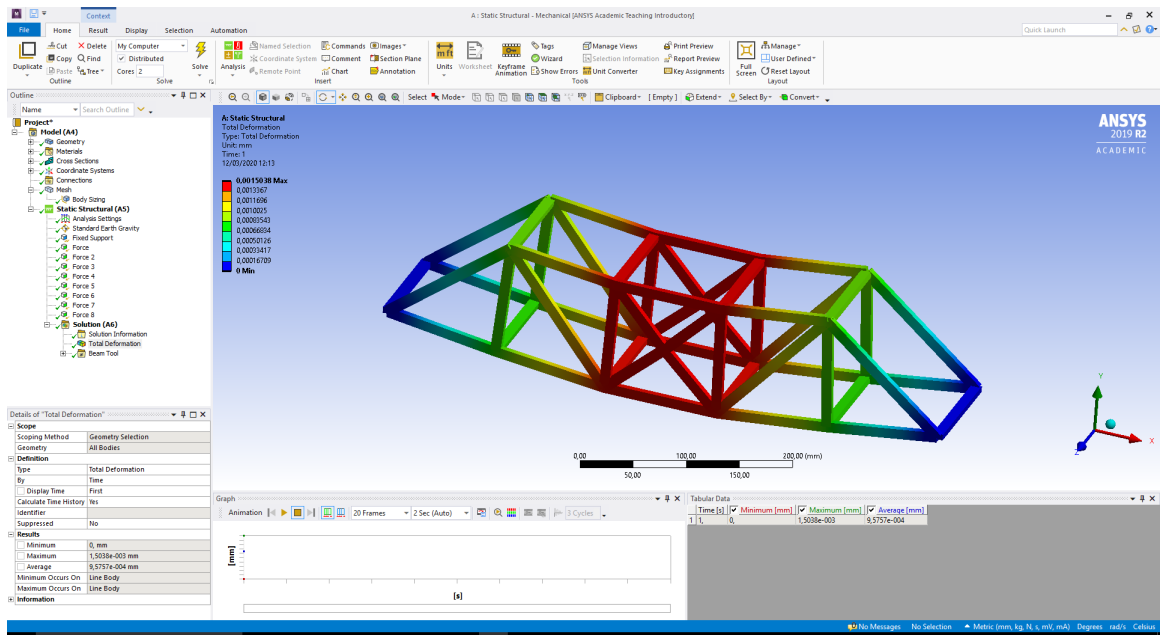 Context
A : Static Structural - Mechanical [ANSYS Academic Teaching Introductory]
File Home Result Display Selection Automation
Quick Launch
Cut Delete My Computer
Copy Find Distributed
Paste Tree Cores 2
Duplicate Solve Analysis
Outline Solve
Named Selection Commands Images
Coordinate System Comment Section Plane
Remote Point Chart Annotation
Insert
Units Worksheet Keyframe Animation
Tags Manage Views Print Preview
Wizard Selection Information Report Preview
Show Errors Unit Converter Key Assignments
Tools
Full Screen
Manage
User Defined
Reset Layout
Layout
Outline
Name Search Outline
Select Mode Clipboard [ Empty ] Extend Select By Convert
Project*
Model (A4)
Geometry
Materials
Cross Sections
Coordinate Systems
Connections
Mesh
Body Sizing
Static Structural (A5)
Analysis Settings
Standard Earth Gravity
Fixed Support
Force
Force 2
Force 3
Force 4
Force 5
Force 6
Force 7
Force 8
Solution (A6)
Solution Information
Total Deformation
Beam Tool
A: Static Structural
Total Deformation
Type: Total Deformation
Unit: mm
Time: 1
12/03/2020 12:13
0,0015038 Max
0,0013367
0,0011696
0,0010025
0,00083543
0,00066834
0,00050126
0,00033417
0,00016709
0 Min
ANSYS
2019 R2
ACADEMIC
0,00 100,00 200,00 (mm)
50,00 150,00
Y
X
Z
Details of "Total Deformation"
Scope
Scoping Method Geometry Selection
Geometry All Bodies
Definition
Type Total Deformation
By Time
Display Time First
Calculate Time History Yes
Identifier
Suppressed No
Results
Minimum 0, mm
Maximum 1,5038e-003 mm
Average 9,5757e-004 mm
Minimum Occurs On Line Body
Maximum Occurs On Line Body
Information
Graph
Animation 20 Frames 2 Sec (Auto) 3 Cycles
[mm]
[s]
Tabular Data
Time [s] Minimum [mm] Maximum [mm] Average [mm]
1 1, 0, 1,5038e-003 9,5757e-004
No Messages No Selection Metric (mm, kg, N, s, mV, mA) Degrees rad/s Celsius